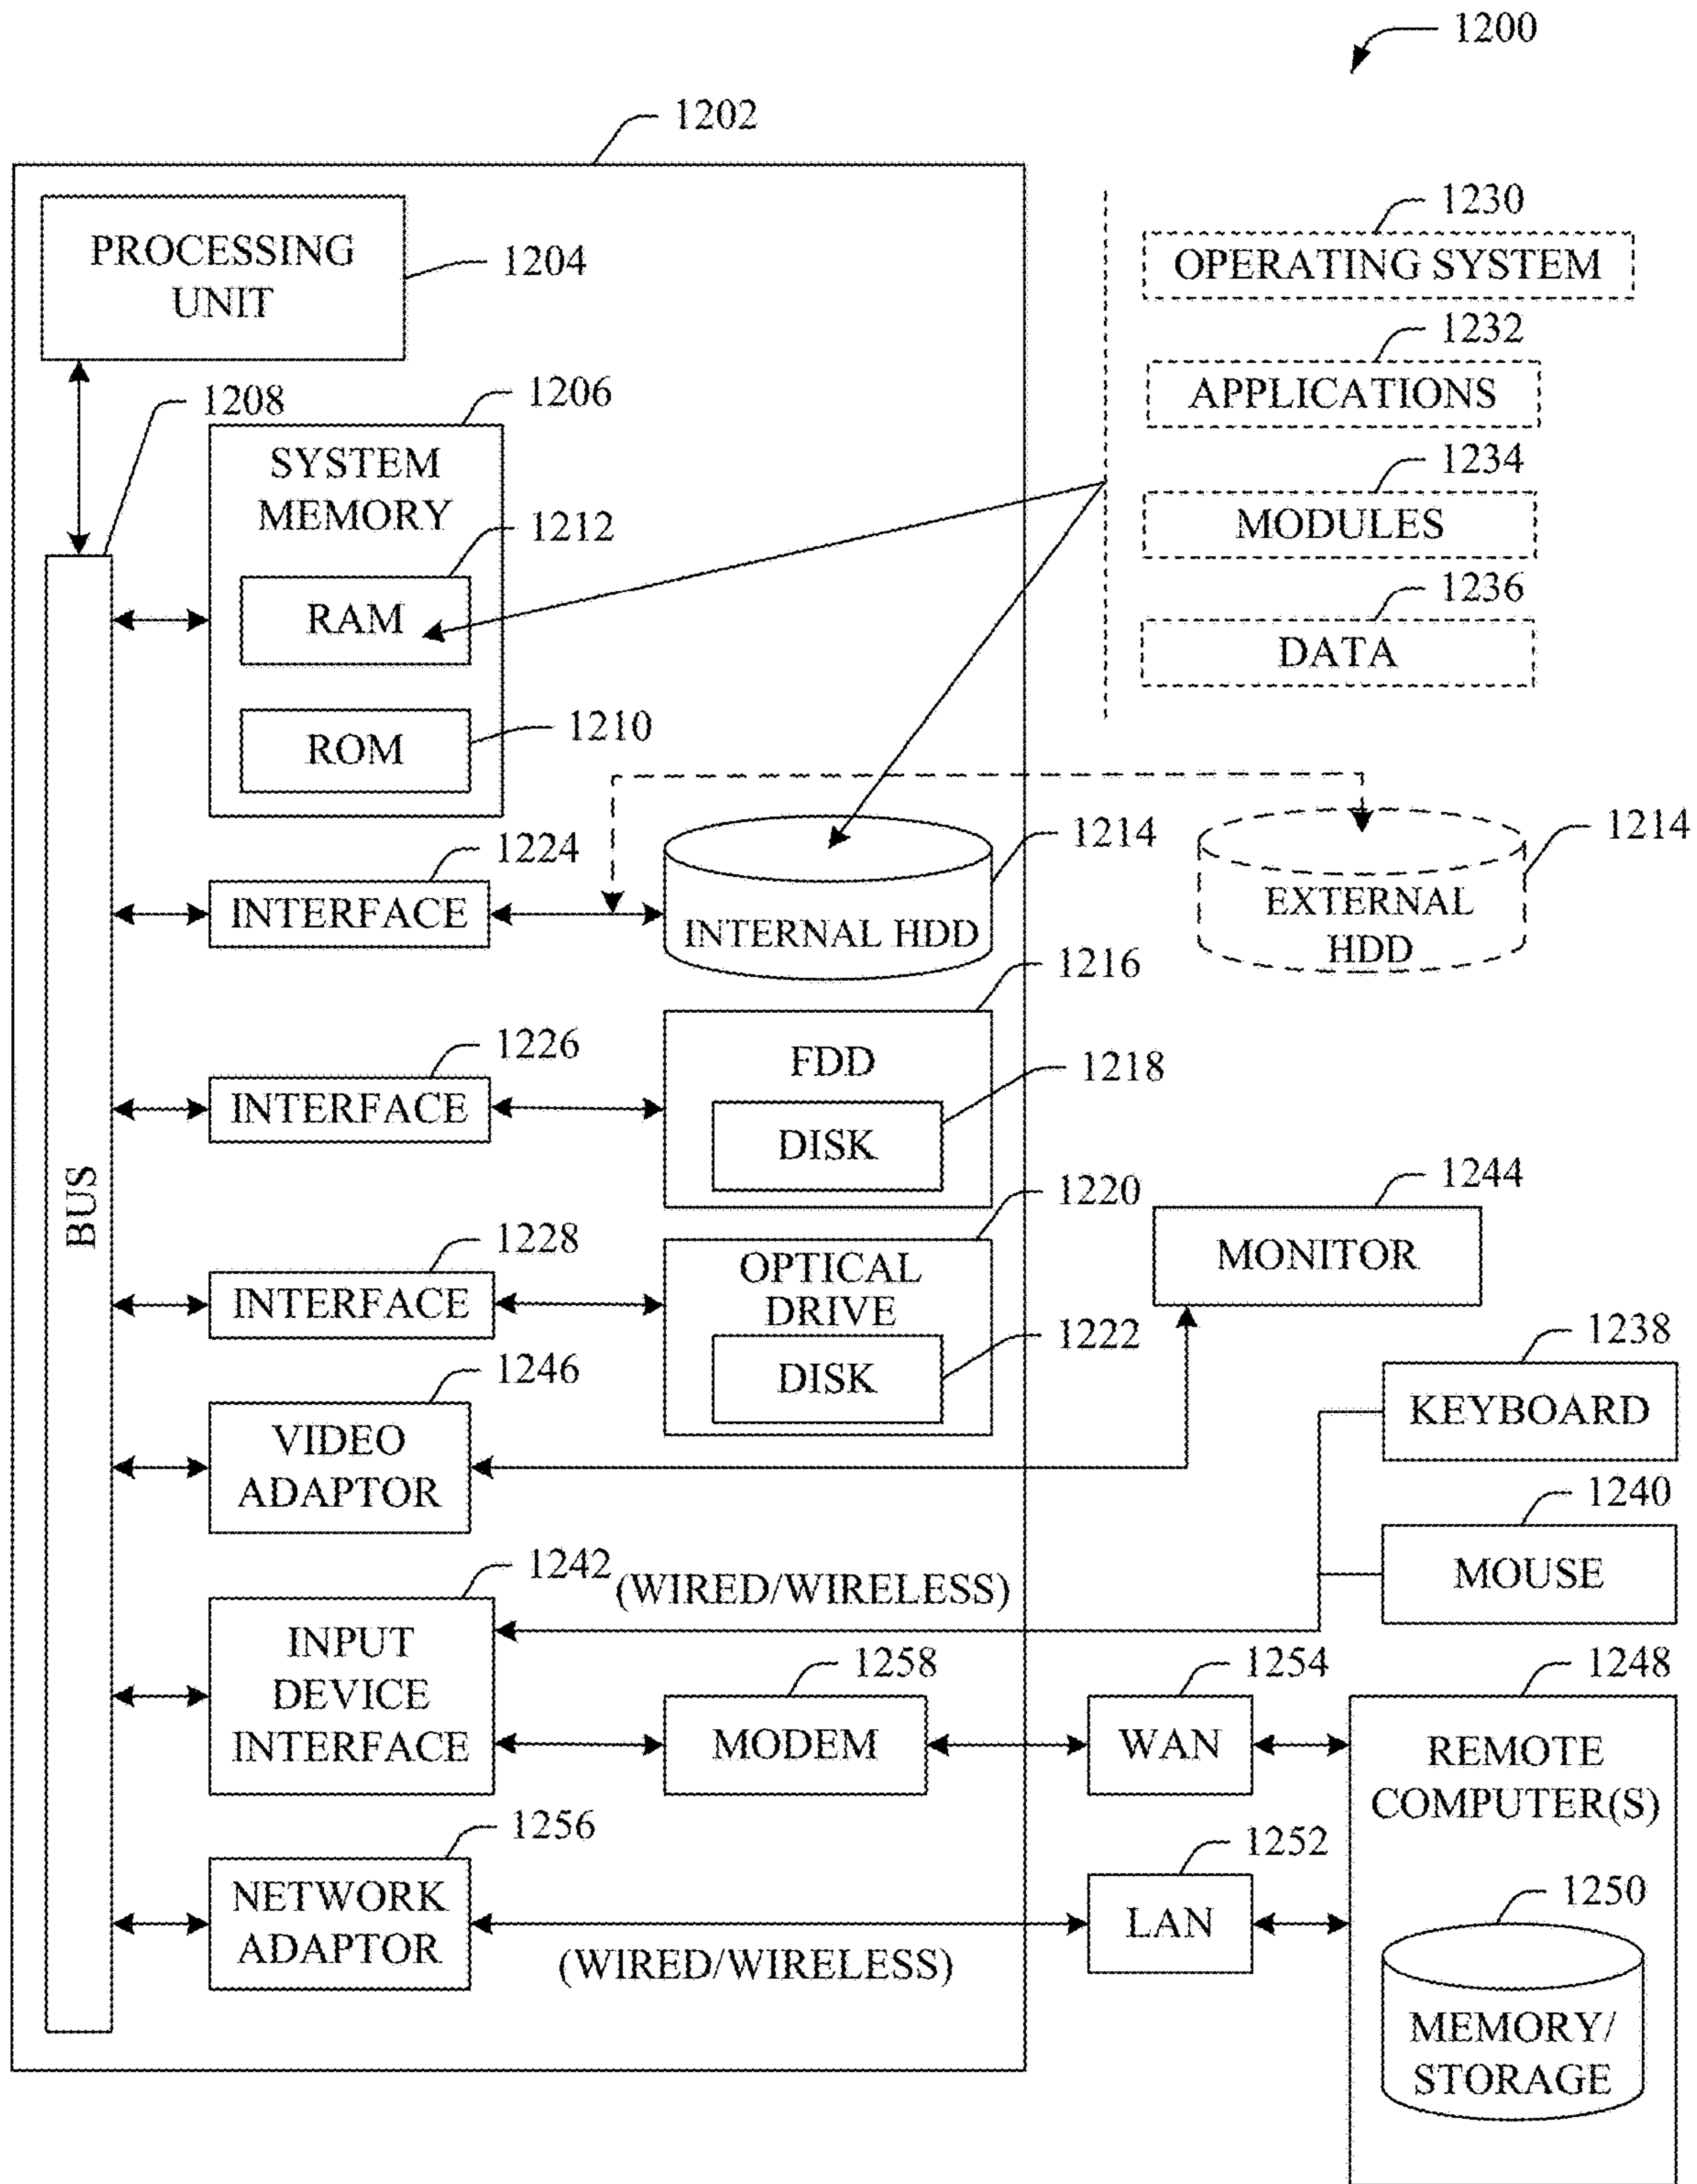 1200
1202
PROCESSING
UNIT
1204
1230
OPERATING SYSTEM
1232
APPLICATIONS
1234
MODULES
1236
DATA
1208
1206
SYSTEM
MEMORY
1212
RAM
1210
ROM
1224
INTERFACE
1214
INTERNAL HDD
1214
EXTERNAL
HDD
1226
INTERFACE
1216
FDD
1218
DISK
BUS
1228
INTERFACE
1220
OPTICAL
DRIVE
1222
DISK
1244
MONITOR
1246
VIDEO
ADAPTOR
1238
KEYBOARD
1240
MOUSE
1242
(WIRED/WIRELESS)
INPUT
DEVICE
INTERFACE
1258
MODEM
1254
WAN
1248
REMOTE
COMPUTER(S)
1256
NETWORK
ADAPTOR
(WIRED/WIRELESS)
1252
LAN
1250
MEMORY/
STORAGE